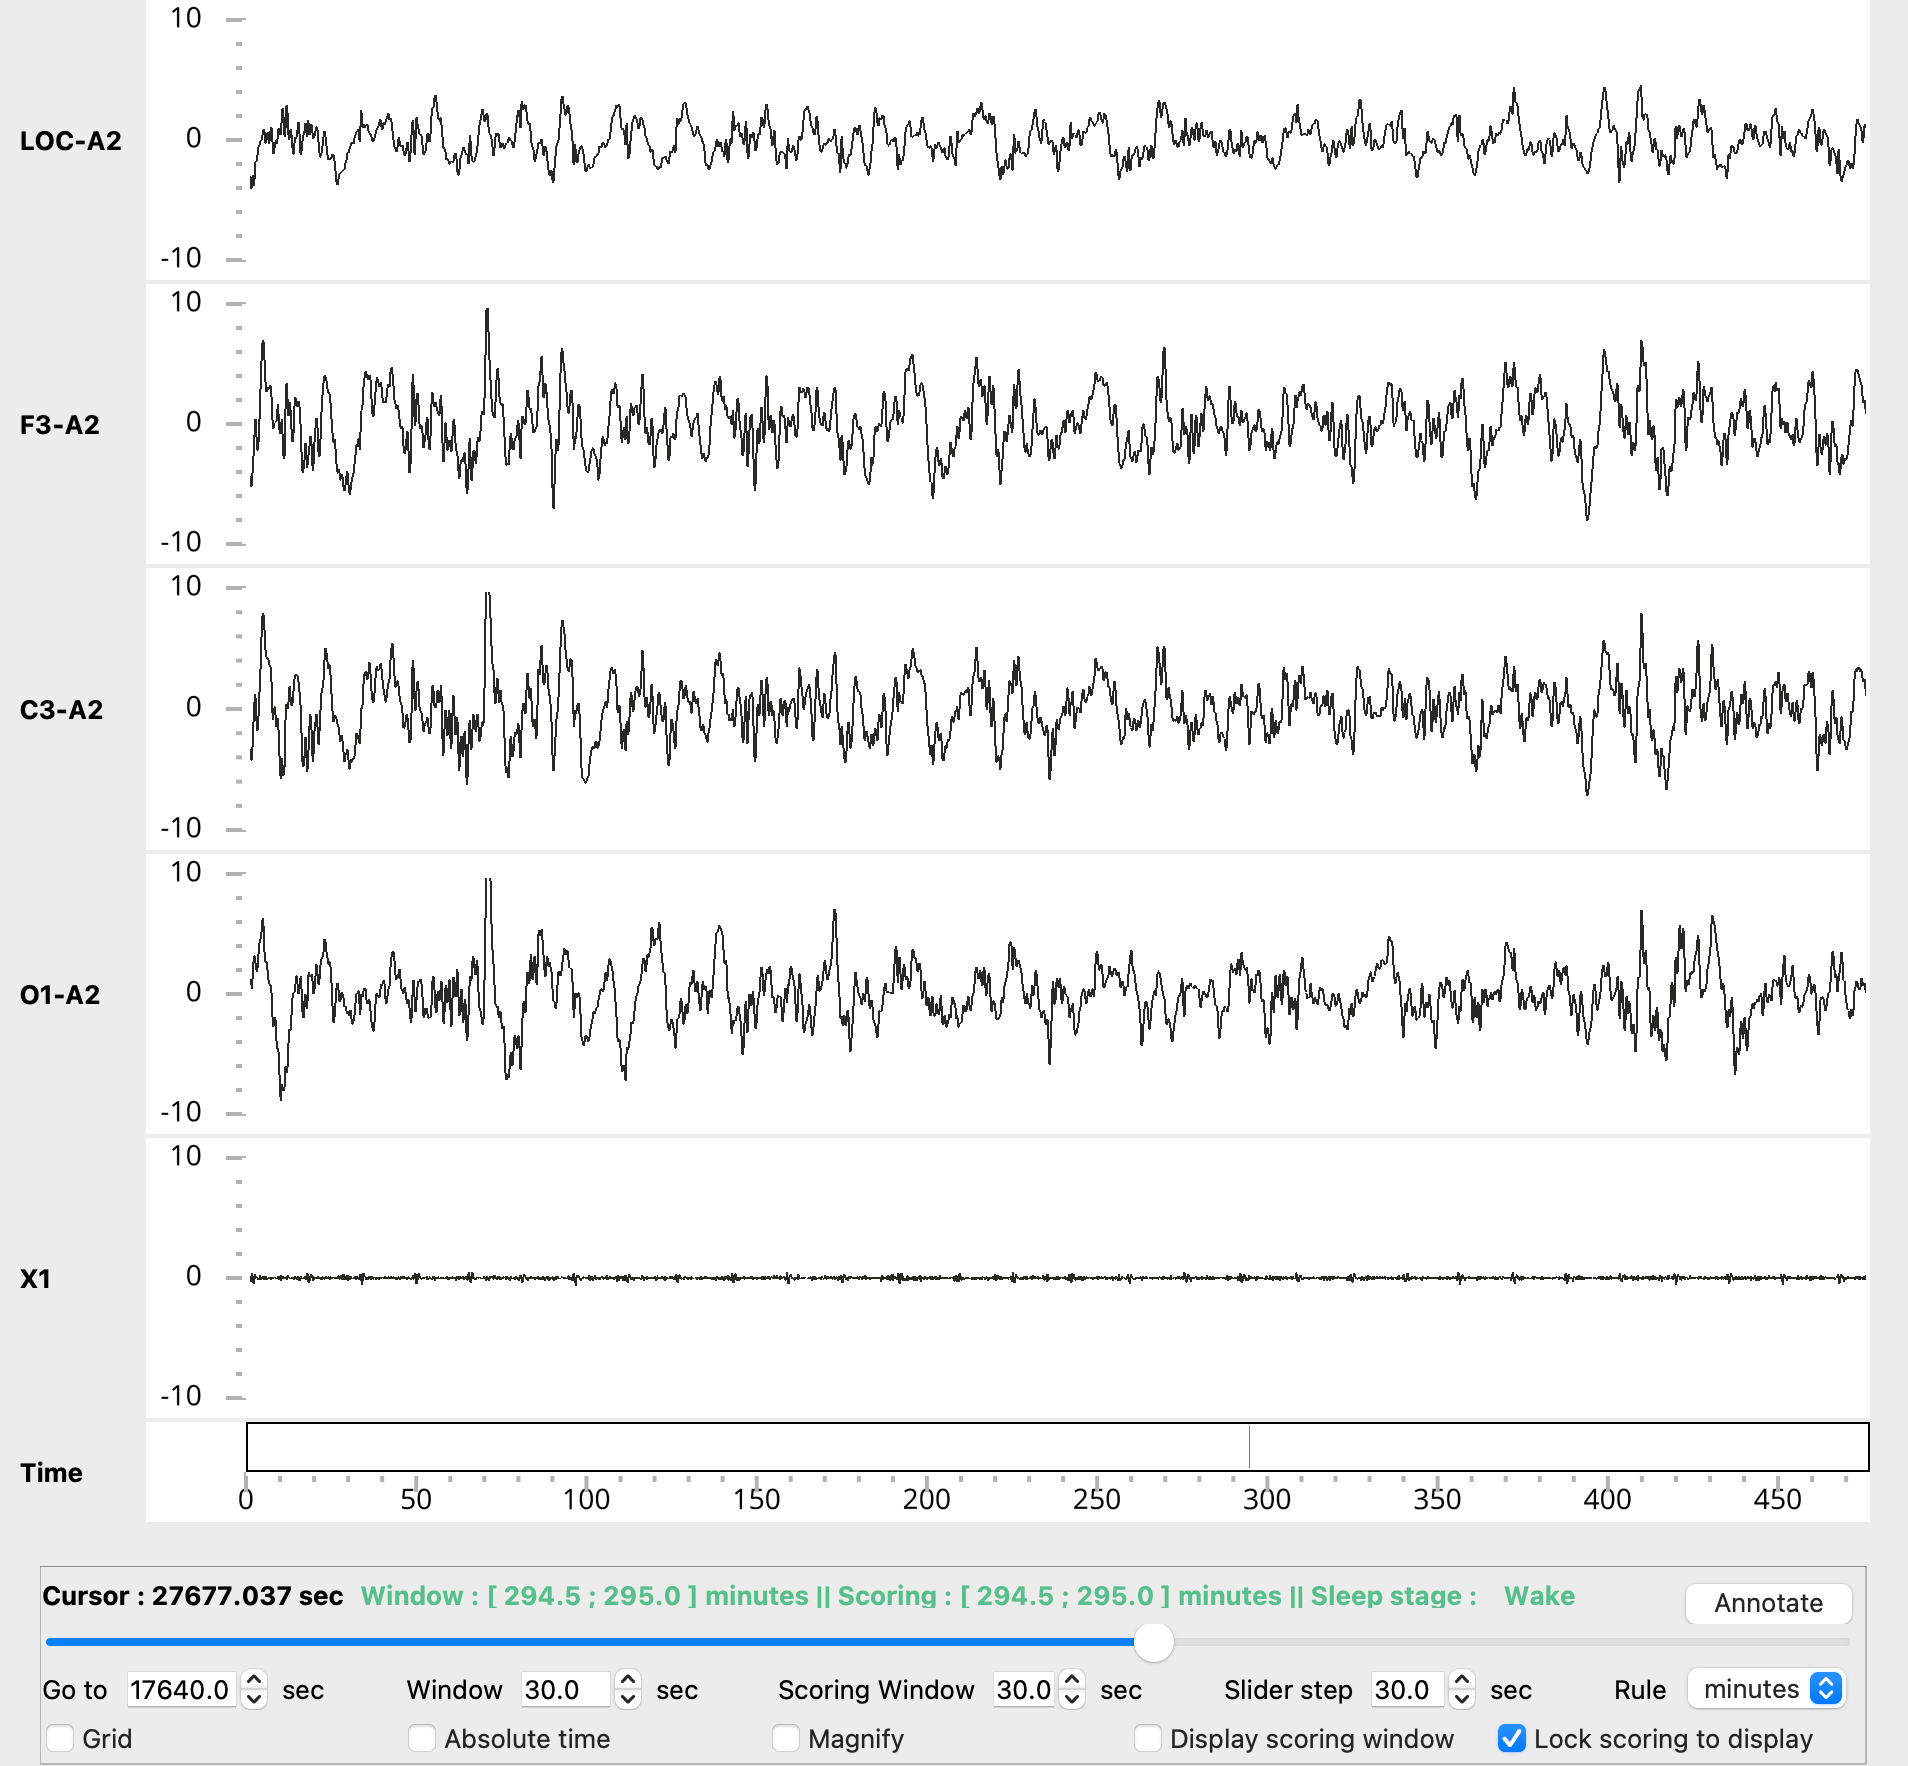 10
LOC-A2 0
-10
10
F3-A2 0
-10
10
C3-A2 0
-10
10
O1-A2 0
-10
10
X1 0
-10
Time
0 50 100 150 200 250 300 350 400 450
Cursor : 27677.037 sec Window : [ 294.5 ; 295.0 ] minutes || Scoring : [ 294.5 ; 295.0 ] minutes || Sleep stage : Wake Annotate
Go to 17640.0 sec Window 30.0 sec Scoring Window 30.0 sec Slider step 30.0 sec Rule minutes
Grid Absolute time Magnify Display scoring window Lock scoring to display